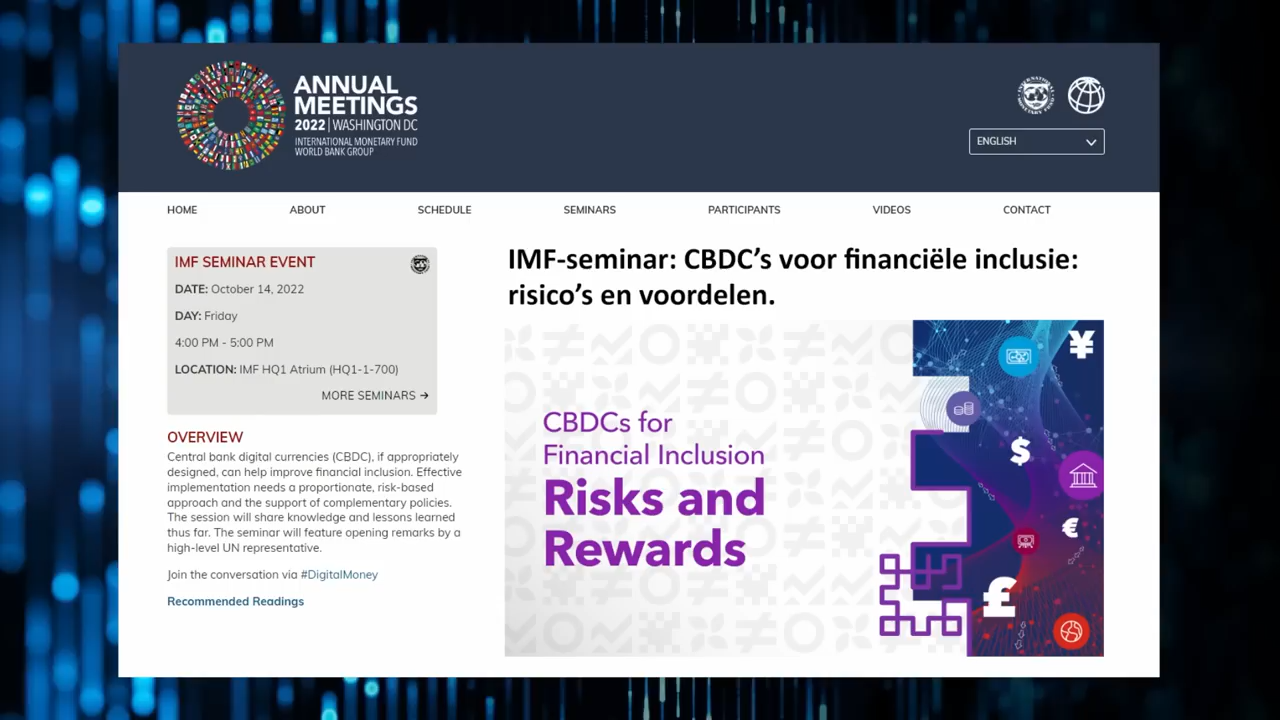 ANNUAL
MEETINGS
2022 | WASHINGTON DC
INTERNATIONAL MONETARY FUND
WORLD BANK GROUP
ENGLISH
HOME
ABOUT
SCHEDULE
SEMINARS
PARTICIPANTS
VIDEOS
CONTACT
IMF SEMINAR EVENT
DATE: October 14, 2022
DAY: Friday
4:00 PM - 5:00 PM
LOCATION: IMF HQ1 Atrium (HQ1-1-700)
MORE SEMINARS →
OVERVIEW
Central bank digital currencies (CBDC), if appropriately
designed, can help improve financial inclusion. Effective
implementation needs a proportionate, risk-based
approach and the support of complementary policies.
The session will share knowledge and lessons learned
thus far. The seminar will feature opening remarks by a
high-level UN representative.
Join the conversation via #DigitalMoney
Recommended Readings
IMF-seminar: CBDC’s voor financiële inclusie:
risico’s en voordelen.
CBDCs for
Financial Inclusion
Risks and
Rewards
¥
$
€
£